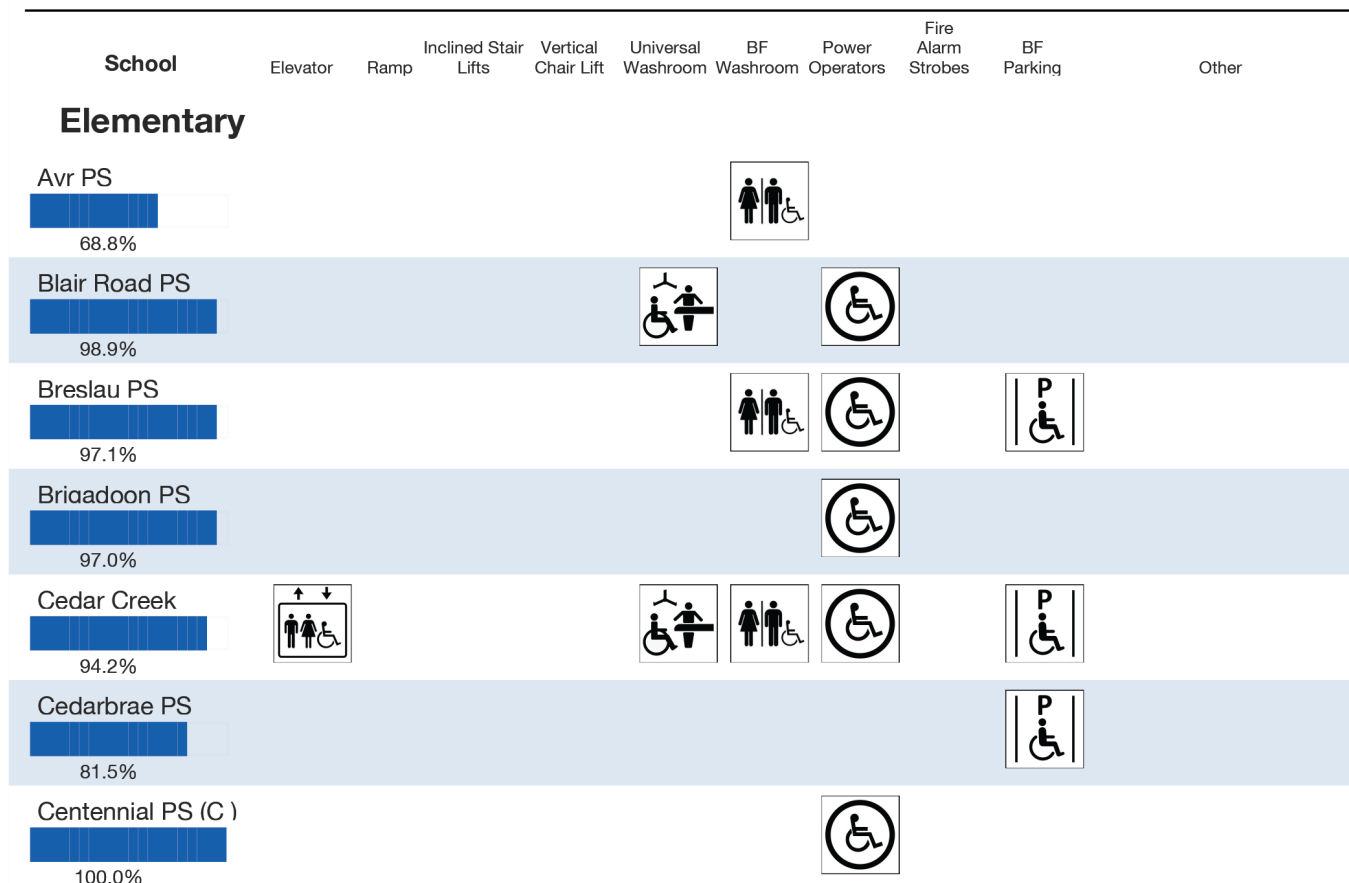 School
Elevator
Ramp
Inclined Stair
Lifts
Vertical
Chair Lift
Universal
Washroom
BF
Washroom
Power
Operators
Fire
Alarm
Strobes
BF
Parking
Other
Elementary
Ayr PS
68.8%
Blair Road PS
98.9%
Breslau PS
97.1%
P
Brigadoon PS
97.0%
Cedar Creek
94.2%
P
Cedarbrae PS
81.5%
P
Centennial PS (C )
100.0%